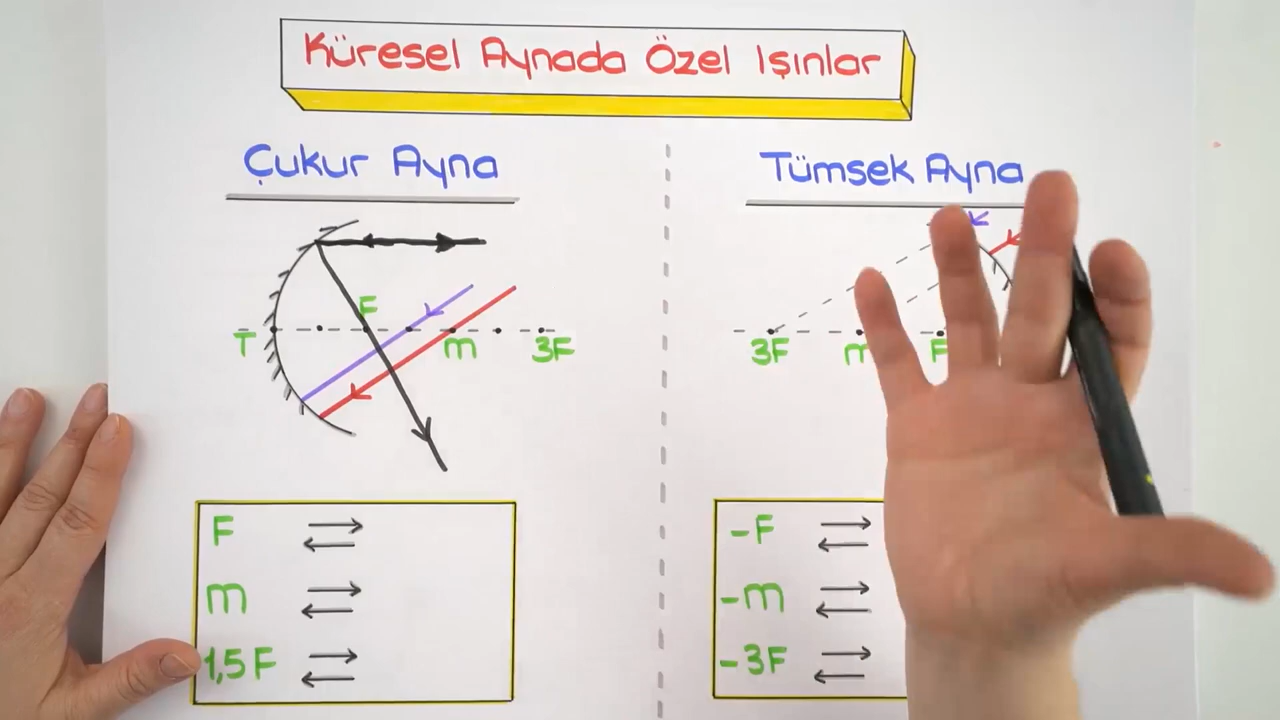 Küresel Aynada Özel Işınlar
Çukur Ayna
T F m 3F
F
m
1,5F
Tümsek Ayna
3F m F
-F
-m
-3F